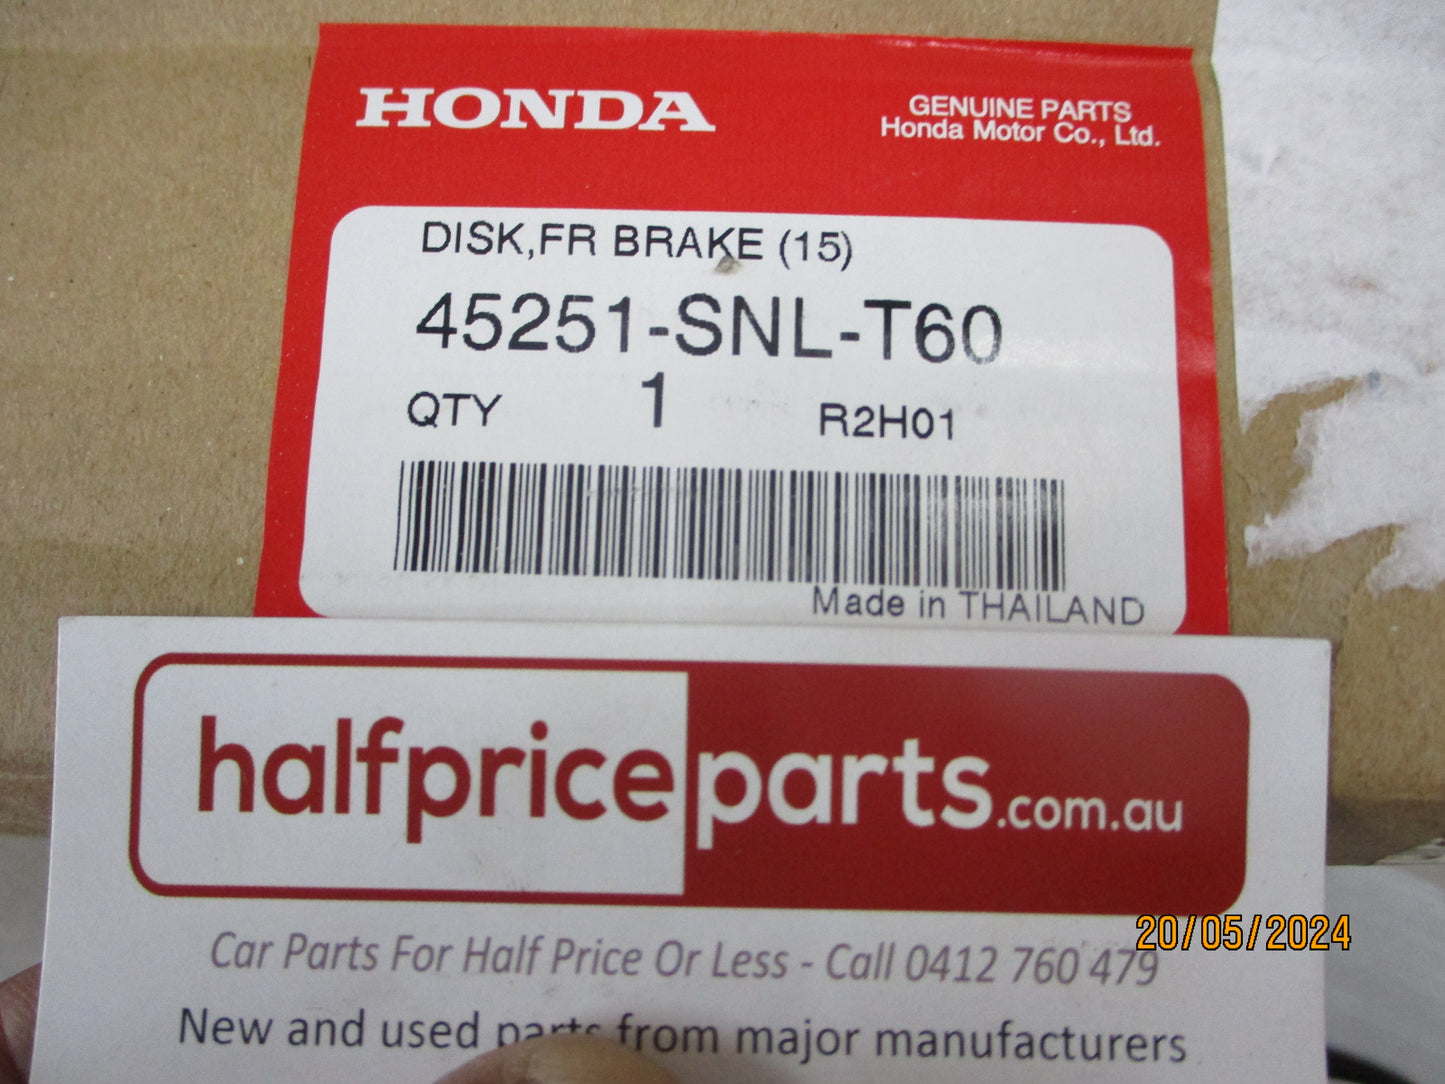 HONDA
GENUINE PARTS
Honda Motor Co., Ltd.
DISK,FR BRAKE (15)
45251-SNL-T60
QTY 1 R2H01
Made in THAILAND
halfpriceparts.com.au
20/05/2024
Car Parts For Half Price Or Less - Call 0412 760 479
New and used parts from major manufacturers